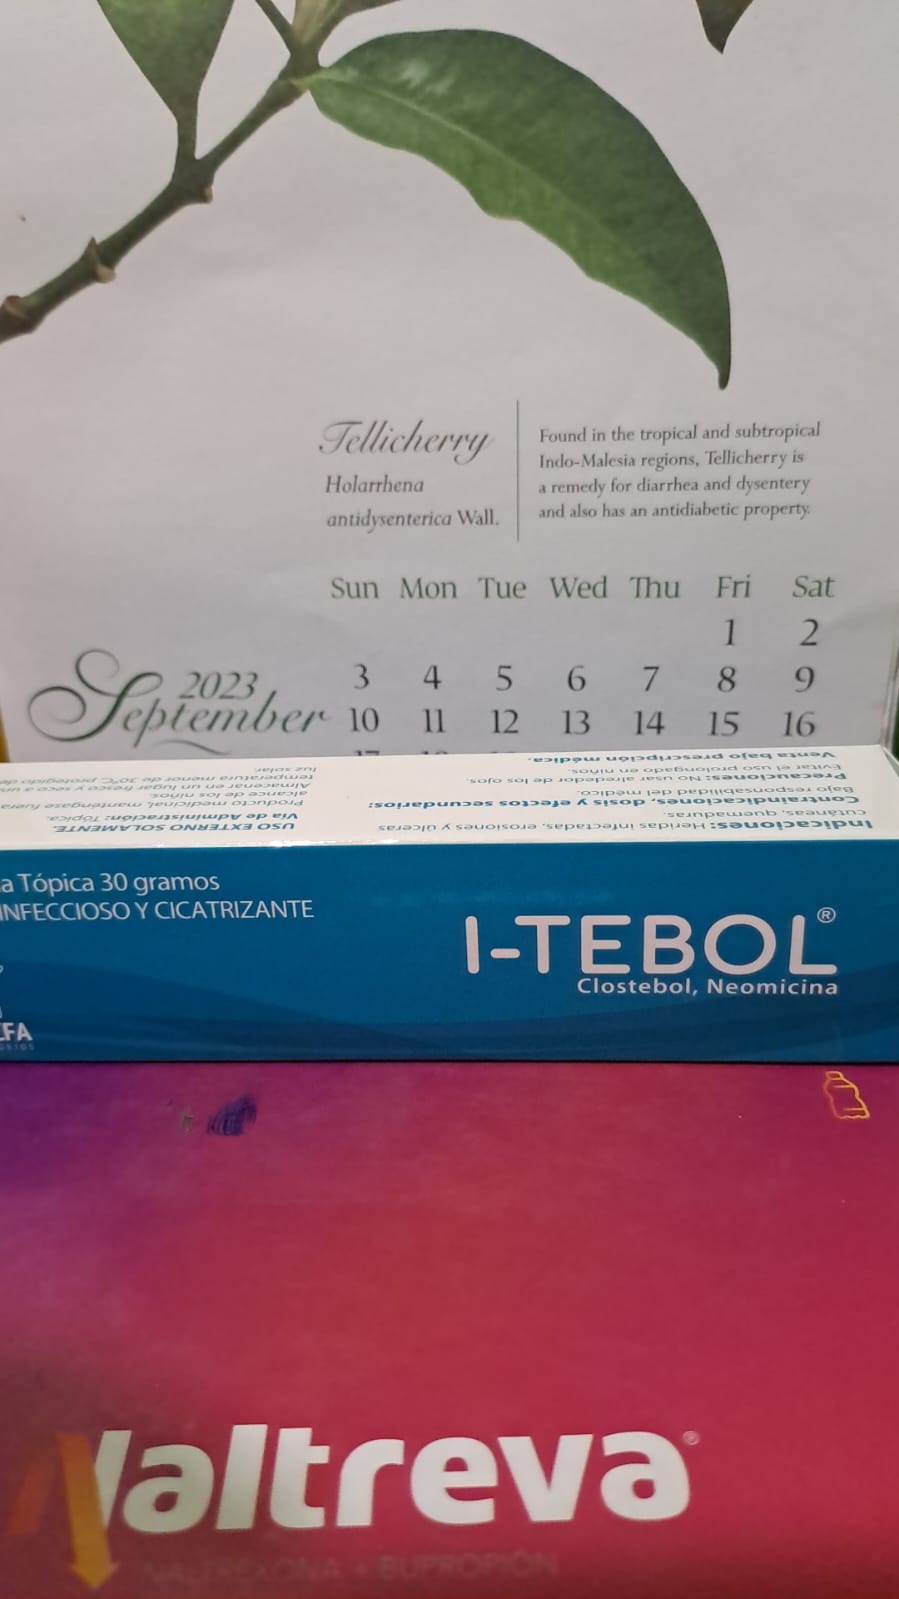 Tellicherry
Holarrhena
antidysenterica Wall.
Found in the tropical and subtropical
Indo-Malesia regions, Tellicherry is
a remedy for diarrhea and dysentery
and also has an antidiabetic property.
Sun Mon Tue Wed Thu Fri Sat
1 2
2023
September
3 4 5 6 7 8 9
10 11 12 13 14 15 16
Indicaciones: Heridas infectadas, erosiones y úlceras
cutáneas, quemaduras.
Contraindicaciones, dosis y efectos secundarios:
Bajo responsabilidad del médico.
Precauciones: No usar alrededor de los ojos.
Evitar el uso prolongado en niños.
Venta bajo prescripción médica.
USO EXTERNO SOLAMENTE.
Vía de Administración: Tópica.
Producto medicinal, manténgase fuera
alcance de los niños.
Almacenar en un lugar fresco y seco a
temperatura menor de 30°C, protegido de
luz solar.
a Tópica 30 gramos
INFECCIOSO Y CICATRIZANTE
I-TEBOL®
Clostebol, Neomicina
Naltreva®
NALTREXONA + BUPROPIÓN